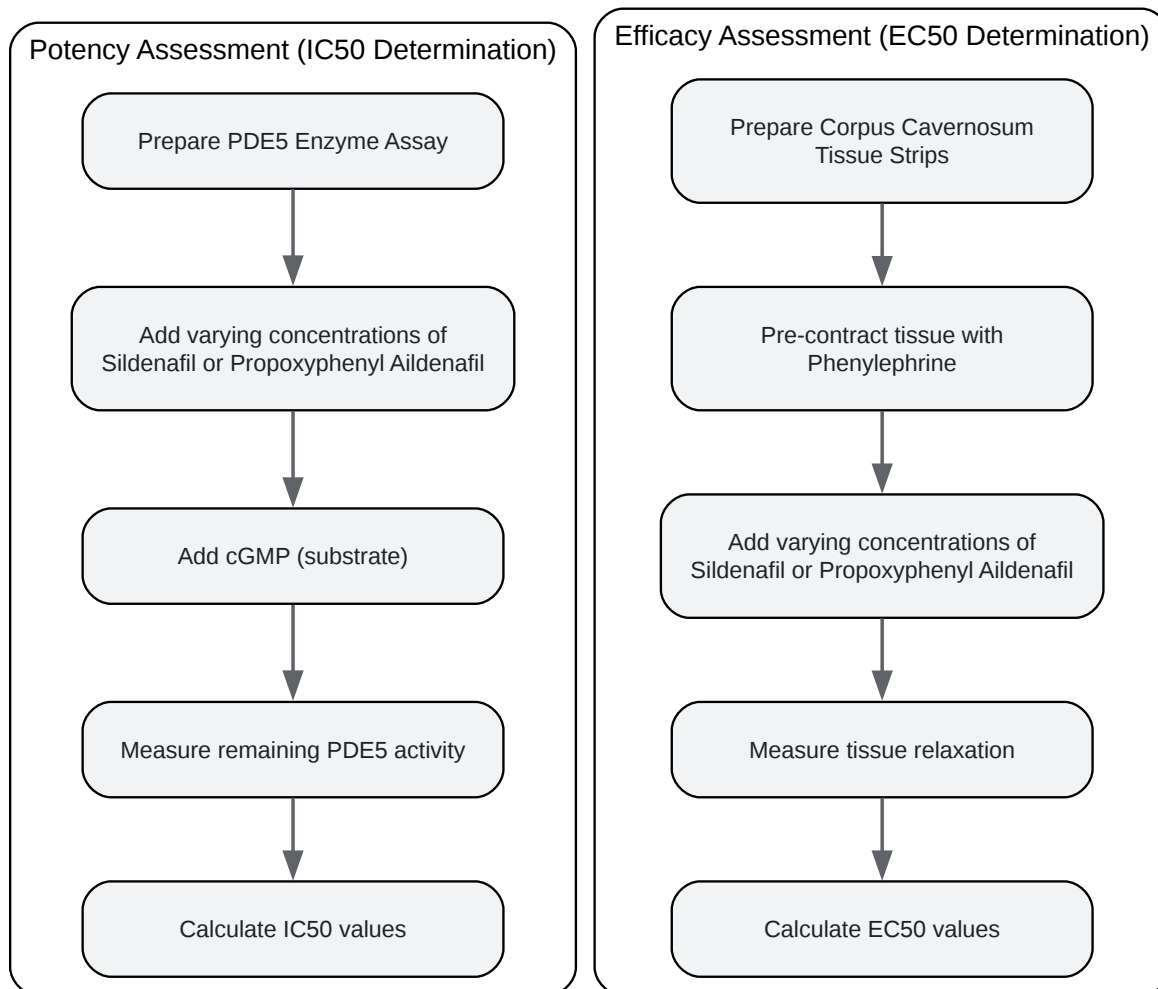 Potency Assessment (IC50 Determination)
Prepare PDE5 Enzyme Assay
Add varying concentrations of
Sildenafil or Propoxyphenyl Aildenafil
Add cGMP (substrate)
Measure remaining PDE5 activity
Calculate IC50 values
Efficacy Assessment (EC50 Determination)
Prepare Corpus Cavernosum
Tissue Strips
Pre-contract tissue with
Phenylephrine
Add varying concentrations of
Sildenafil or Propoxyphenyl Aildenafil
Measure tissue relaxation
Calculate EC50 values